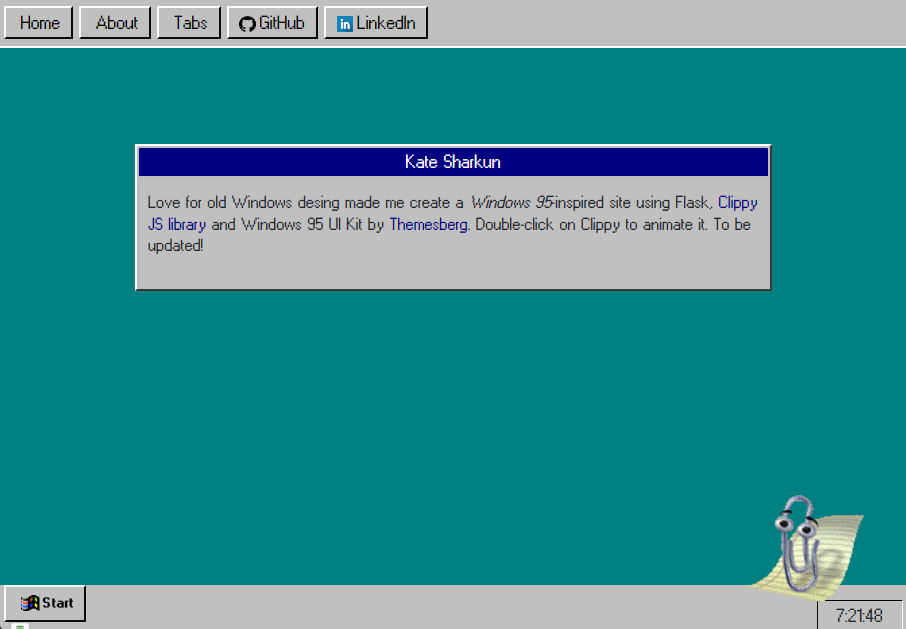 Home About Tabs GitHub in LinkedIn
Kate Sharkun
Love for old Windows desing made me create a Windows 95-inspired site using Flask, Clippy
JS library and Windows 95 UI Kit by Themesberg. Double-click on Clippy to animate it. To be
updated!
Start
7:21:48